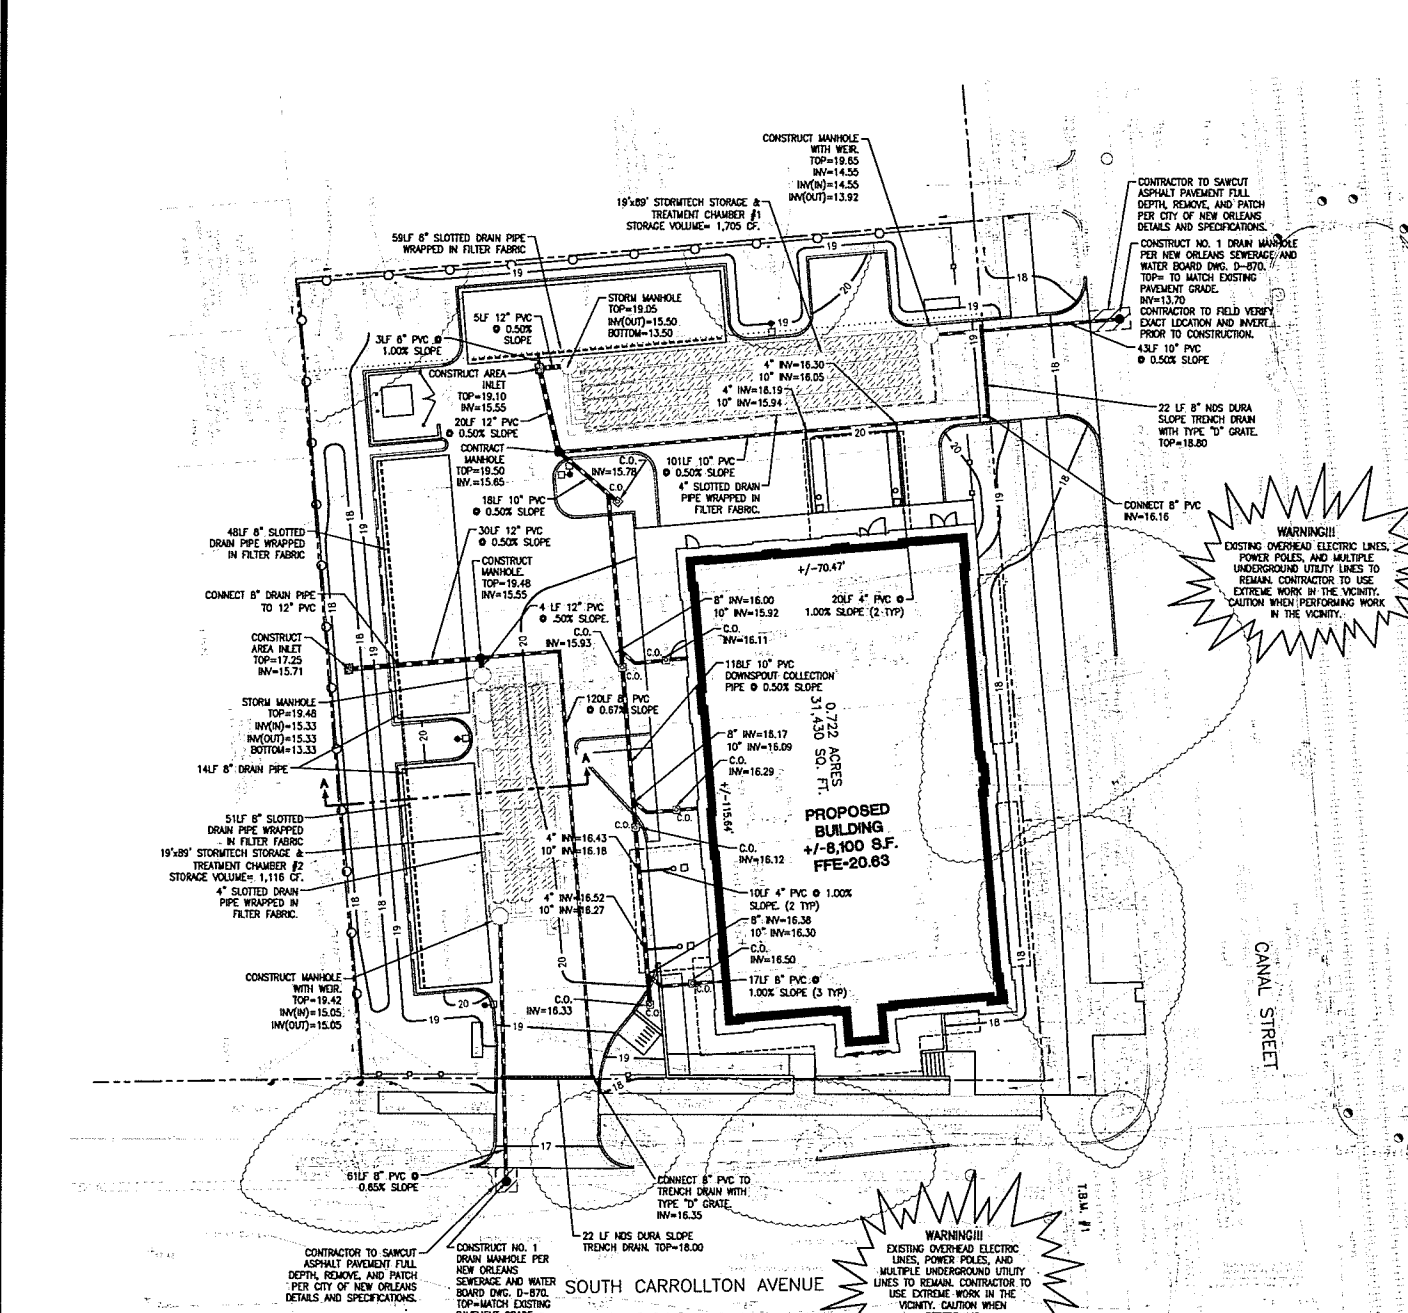 CONSTRUCT MANHOLE
WITH WEIR.
TOP=19.65
INV=14.55
INV(IN)=14.55
INV(OUT)=13.92
19'x89' STORMTECH STORAGE &
TREATMENT CHAMBER #1
STORAGE VOLUME= 1,705 CF.
59LF 6" SLOTTED DRAIN PIPE
WRAPPED IN FILTER FABRIC
CONTRACTOR TO SAWCUT
ASPHALT PAVEMENT FULL
DEPTH, REMOVE, AND PATCH
PER CITY OF NEW ORLEANS
DETAILS AND SPECIFICATIONS.
CONSTRUCT NO. 1 DRAIN MANHOLE
PER NEW ORLEANS SEWERAGE AND
WATER BOARD DWG. D-870.
TOP= TO MATCH EXISTING
PAVEMENT GRADE.
INV=13.70
CONTRACTOR TO FIELD VERIFY
EXACT LOCATION AND INVERT
PRIOR TO CONSTRUCTION.
43LF 10" PVC
@ 0.50% SLOPE
STORM MANHOLE
TOP=19.05
INV(OUT)=15.50
BOTTOM=13.50
5LF 12" PVC
@ 0.50%
SLOPE
3LF 6" PVC @
1.00% SLOPE
CONSTRUCT AREA
INLET
TOP=19.10
INV=15.55
20LF 12" PVC
@ 0.50% SLOPE
CONTRACT
MANHOLE
TOP=19.50
INV.=15.65
18LF 10" PVC
@ 0.50% SLOPE
4" INV=16.30
10" INV=16.05
4" INV=16.19
10" INV=15.94
22 LF 8" NDS DURA
SLOPE TRENCH DRAIN
WITH TYPE "D" GRATE.
TOP=18.80
C.O.
INV=15.78
C.O.
101LF 10" PVC
@ 0.50% SLOPE
4" SLOTTED DRAIN
PIPE WRAPPED IN
FILTER FABRIC.
CONNECT 8" PVC
INV=16.16
WARNING!!!
EXISTING OVERHEAD ELECTRIC LINES,
POWER POLES, AND MULTIPLE
UNDERGROUND UTILITY LINES TO
REMAIN. CONTRACTOR TO USE
EXTREME WORK IN THE VICINITY.
CAUTION WHEN PERFORMING WORK
IN THE VICINITY.
48LF 8" SLOTTED
DRAIN PIPE WRAPPED
IN FILTER FABRIC
30LF 12" PVC
@ 0.50% SLOPE
CONSTRUCT
MANHOLE.
TOP=19.48
INV=15.55
CONNECT 8" DRAIN PIPE
TO 12" PVC
4 LF 12" PVC
@ .50% SLOPE.
C.O.
INV=15.93
CONSTRUCT
AREA INLET
TOP=17.25
INV=15.71
+/-70.47'
20LF 4" PVC @
1.00% SLOPE (2 TYP)
8" INV=16.00
10" INV=15.92
C.O.
INV=16.11
C.O.
C.O.
118LF 10" PVC
DOWNSPOUT COLLECTION
PIPE @ 0.50% SLOPE
STORM MANHOLE
TOP=19.48
INV(IN)=15.33
INV(OUT)=15.33
BOTTOM=13.33
120LF 8" PVC
@ 0.67% SLOPE
14LF 8" DRAIN PIPE
8" INV=16.17
10" INV=16.09
C.O.
INV=16.29
C.O.
C.O.
0.722 ACRES
31,430 SQ. FT.
+/-115.64'
PROPOSED
BUILDING
+/-8,100 S.F.
FFE=20.63
A
A
51LF 8" SLOTTED
DRAIN PIPE WRAPPED
IN FILTER FABRIC
19'x89' STORMTECH STORAGE &
TREATMENT CHAMBER #2
STORAGE VOLUME= 1,116 CF.
4" SLOTTED DRAIN
PIPE WRAPPED IN
FILTER FABRIC.
4" INV=16.43
10" INV=16.18
C.O.
INV=16.12
4" INV=16.52
10" INV=16.27
10LF 4" PVC @ 1.00%
SLOPE. (2 TYP)
8" INV=16.38
10" INV=16.30
C.O.
INV=16.50
17LF 8" PVC @
1.00% SLOPE (3 TYP)
C.O.
C.O.
INV=16.33
C.O.
CONSTRUCT MANHOLE
WITH WEIR.
TOP=19.42
INV(IN)=15.05
INV(OUT)=15.05
CANAL STREET
T.B.M. #1
61LF 8" PVC @
0.65% SLOPE
CONNECT 8" PVC TO
TRENCH DRAIN WITH
TYPE "D" GRATE.
INV=16.35
22 LF NDS DURA SLOPE
TRENCH DRAIN. TOP=18.00
CONTRACTOR TO SAWCUT
ASPHALT PAVEMENT FULL
DEPTH, REMOVE, AND PATCH
PER CITY OF NEW ORLEANS
DETAILS AND SPECIFICATIONS.
CONSTRUCT NO. 1
DRAIN MANHOLE PER
NEW ORLEANS
SEWERAGE AND WATER
BOARD DWG. D-870.
TOP=MATCH EXISTING
SOUTH CARROLLTON AVENUE
WARNING!!!
EXISTING OVERHEAD ELECTRIC
LINES, POWER POLES, AND
MULTIPLE UNDERGROUND UTILITY
LINES TO REMAIN. CONTRACTOR TO
USE EXTREME WORK IN THE
VICINITY. CAUTION WHEN